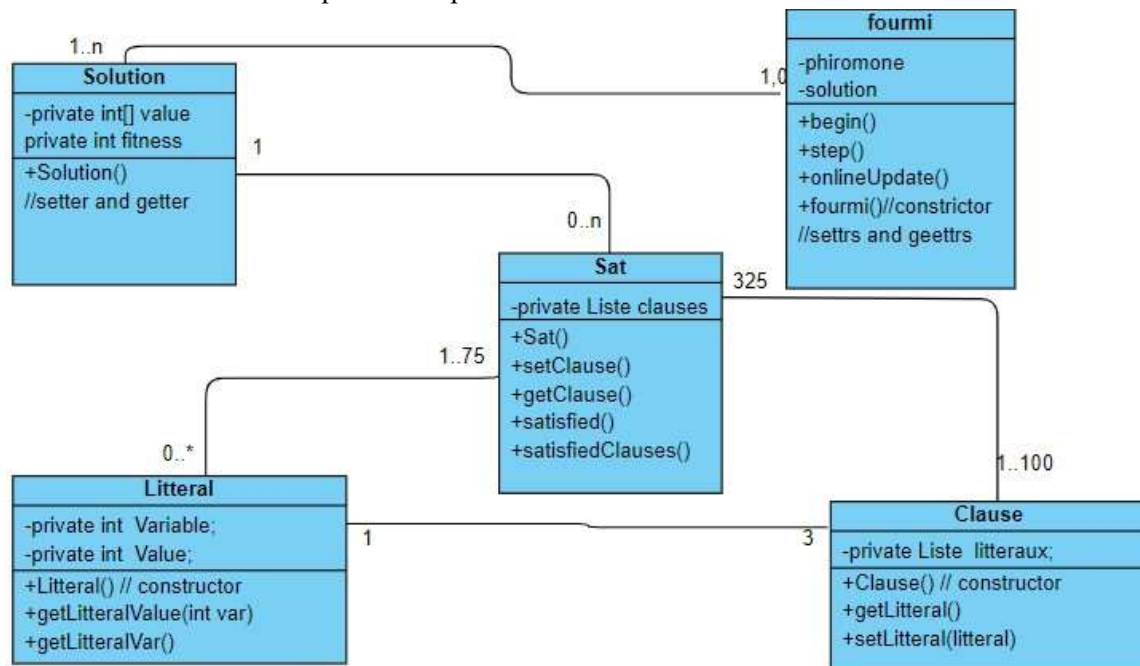 fourmi
-phiromone
-solution
+begin()
+step()
+onlineUpdate()
+fourmi()//constrictor
//settrs and geettrs
1..n
1,0
Solution
-private int[] value
private int fitness
+Solution()
//setter and getter
1
0..n
Sat
-private Liste clauses
+Sat()
+setClause()
+getClause()
+satisfied()
+satisfiedClauses()
325
1..75
0..*
1..100
Litteral
-private int Variable;
-private int Value;
+Litteral() // constructor
+getLitteralValue(int var)
+getLitteralVar()
1
3
Clause
-private Liste litteraux;
+Clause() // constructor
+getLitteral()
+setLitteral(litteral)